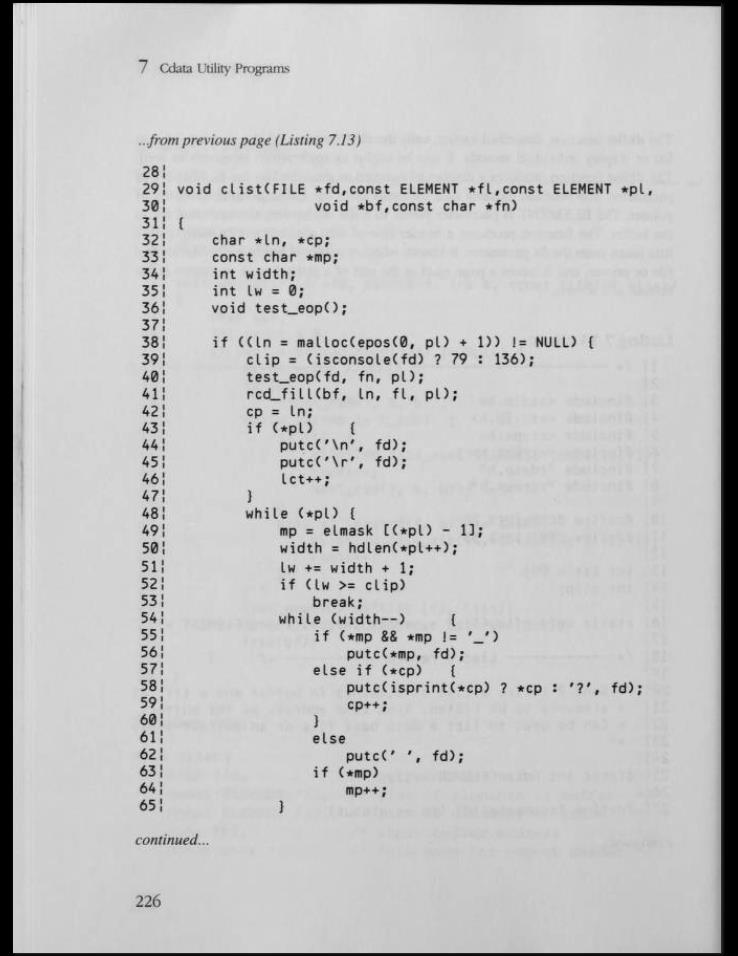 7 Cdata Utility Programs
...from previous page (Listing 7.13)
28¦
29¦ void clist(FILE *fd,const ELEMENT *fl,const ELEMENT *pl,
30¦                 void *bf,const char *fn)
31¦ {
32¦     char *ln, *cp;
33¦     const char *mp;
34¦     int width;
35¦     int lw = 0;
36¦     void test_eop();
37¦
38¦     if ((ln = malloc(epos(0, pl) + 1)) != NULL) {
39¦         clip = (isconsole(fd) ? 79 : 136);
40¦         test_eop(fd, fn, pl);
41¦         rcd_fill(bf, ln, fl, pl);
42¦         cp = ln;
43¦         if (*pl)     {
44¦             putc('\n', fd);
45¦             putc('\r', fd);
46¦             lct++;
47¦         }
48¦         while (*pl) {
49¦             mp = elmask [(*pl) - 1];
50¦             width = hdlen(*pl++);
51¦             lw += width + 1;
52¦             if (lw >= clip)
53¦                 break;
54¦             while (width--)     {
55¦                 if (*mp && *mp != '_')
56¦                     putc(*mp, fd);
57¦                 else if (*cp)    {
58¦                     putc(isprint(*cp) ? *cp : '?', fd);
59¦                     cp++;
60¦                 }
61¦                 else
62¦                     putc(' ', fd);
63¦                 if (*mp)
64¦                     mp++;
65¦             }
continued...
226